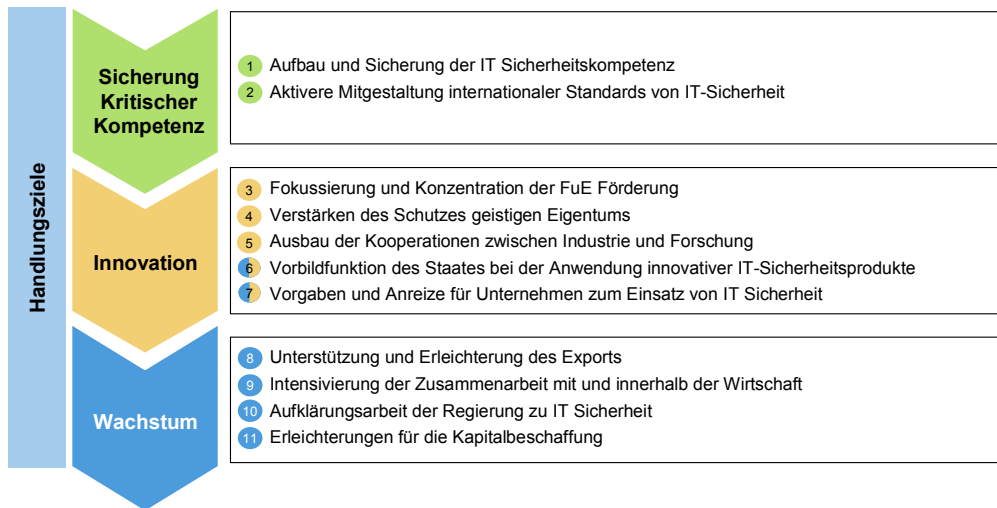 Handlungsziele
Sicherung
Kritischer
Kompetenz
1 Aufbau und Sicherung der IT Sicherheitskompetenz
2 Aktivere Mitgestaltung internationaler Standards von IT-Sicherheit
Innovation
3 Fokussierung und Konzentration der FuE Förderung
4 Verstärken des Schutzes geistigen Eigentums
5 Ausbau der Kooperationen zwischen Industrie und Forschung
6 Vorbildfunktion des Staates bei der Anwendung innovativer IT-Sicherheitsprodukte
7 Vorgaben und Anreize für Unternehmen zum Einsatz von IT Sicherheit
Wachstum
8 Unterstützung und Erleichterung des Exports
9 Intensivierung der Zusammenarbeit mit und innerhalb der Wirtschaft
10 Aufklärungsarbeit der Regierung zu IT Sicherheit
11 Erleichterungen für die Kapitalbeschaffung